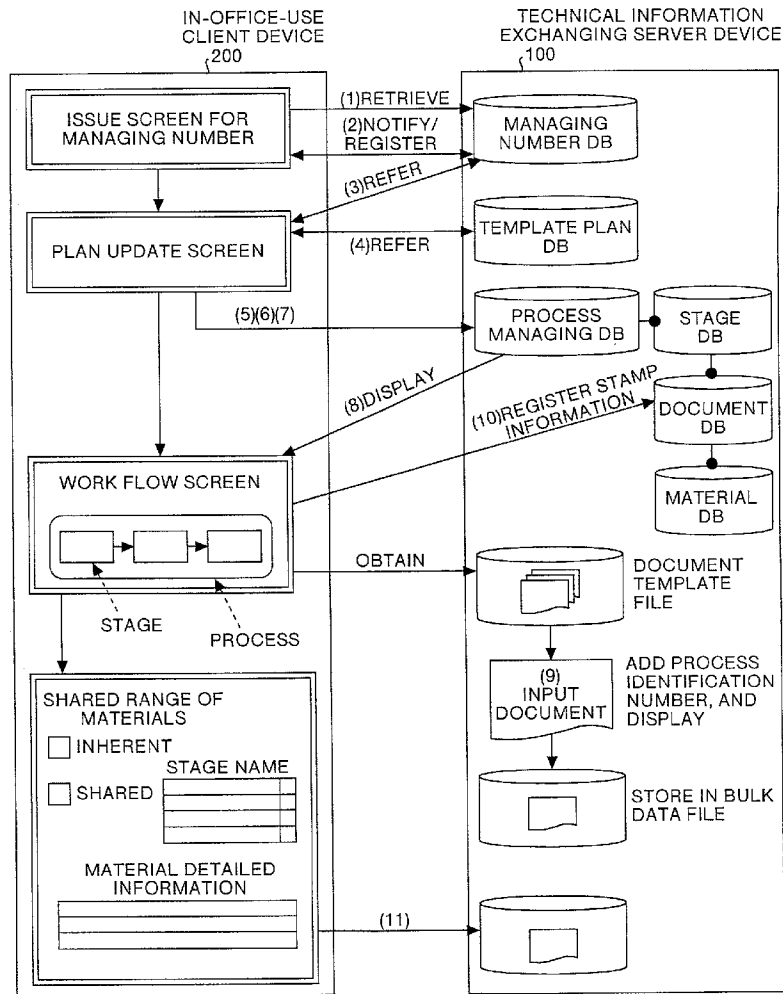 IN-OFFICE-USE
CLIENT DEVICE
200
TECHNICAL INFORMATION
EXCHANGING SERVER DEVICE
100
ISSUE SCREEN FOR
MANAGING NUMBER
(1)RETRIEVE
(2)NOTIFY/
REGISTER
MANAGING
NUMBER DB
(3)REFER
PLAN UPDATE SCREEN
(4)REFER
TEMPLATE PLAN
DB
(5)(6)(7)
PROCESS
MANAGING DB
STAGE
DB
(8)DISPLAY
(10)REGISTER STAMP
INFORMATION
DOCUMENT
DB
MATERIAL
DB
WORK FLOW SCREEN
STAGE
PROCESS
OBTAIN
DOCUMENT
TEMPLATE
FILE
(9)
INPUT
DOCUMENT
ADD PROCESS
IDENTIFICATION
NUMBER, AND
DISPLAY
SHARED RANGE OF
MATERIALS
INHERENT
SHARED
STAGE NAME
STORE IN BULK
DATA FILE
MATERIAL DETAILED
INFORMATION
(11)